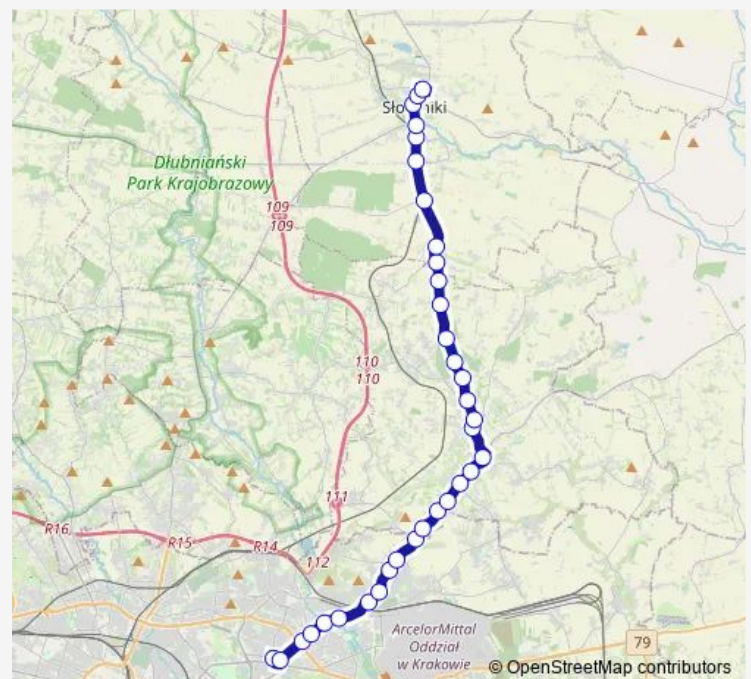 Słomniki
Dłubniański
Park Krajobrazowy
109
109
110
110
111
R16
R15
R14
112
ArcelorMittal
Oddział
w Krakowie
79
© OpenStreetMap contributors